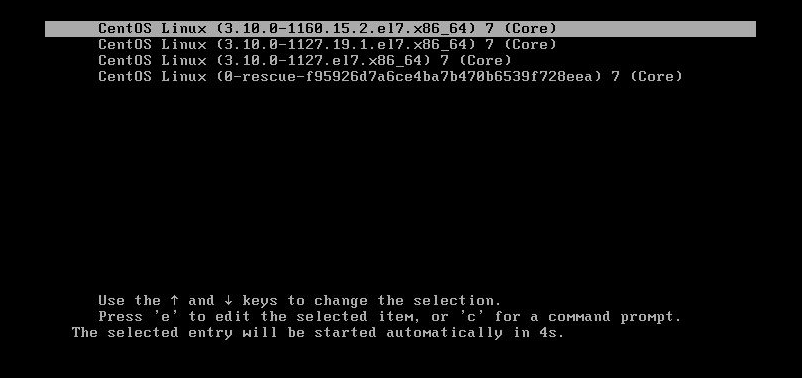 CentOS Linux (3.10.0-1160.15.2.el7.x86_64) 7 (Core)
CentOS Linux (3.10.0-1127.19.1.el7.x86_64) 7 (Core)
CentOS Linux (3.10.0-1127.el7.x86_64) 7 (Core)
CentOS Linux (0-rescue-f95926d7a6ce4ba7b470b6539f728eea) 7 (Core)
Use the ↑ and ↓ keys to change the selection.
Press 'e' to edit the selected item, or 'c' for a command prompt.
The selected entry will be started automatically in 4s.